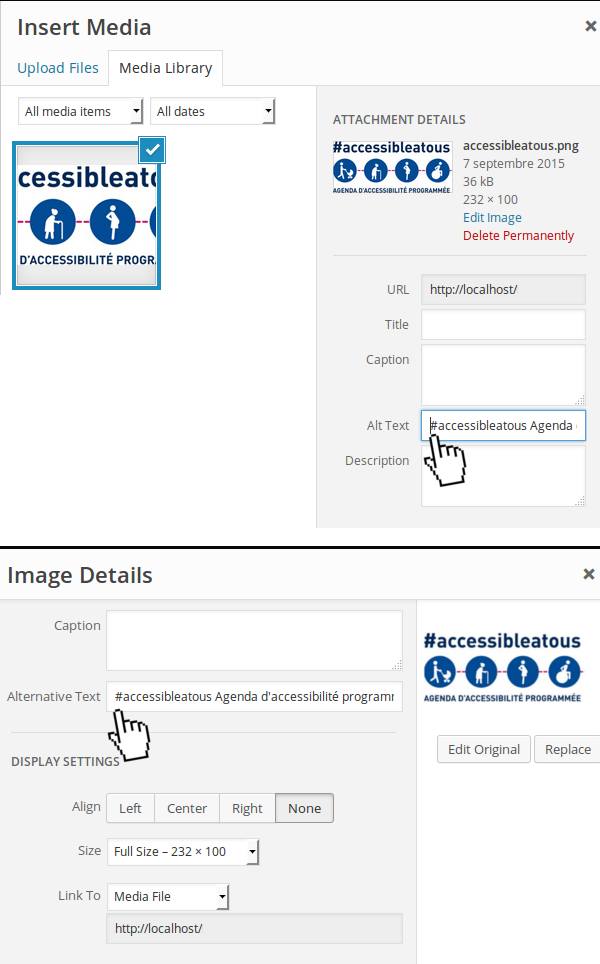 Insert Media
Upload Files Media Library
All media items All dates
cessibleato
D'ACCESSIBILITÉ PROGRA
ATTACHMENT DETAILS
#accessibleatous
AGENDA D'ACCESSIBILITÉ PROGRAMMÉE
accessibleatous.png
7 septembre 2015
36 kB
232 × 100
Edit Image
Delete Permanently
URL http://localhost/
Title
Caption
Alt Text #accessibleatous Agenda
Description
Image Details
Caption
Alternative Text #accessibleatous Agenda d'accessibilité programm
DISPLAY SETTINGS
Align Left Center Right None
Size Full Size – 232 × 100
Link To Media File
http://localhost/
#accessibleatous
AGENDA D'ACCESSIBILITÉ PROGRAMMÉE
Edit Original Replace